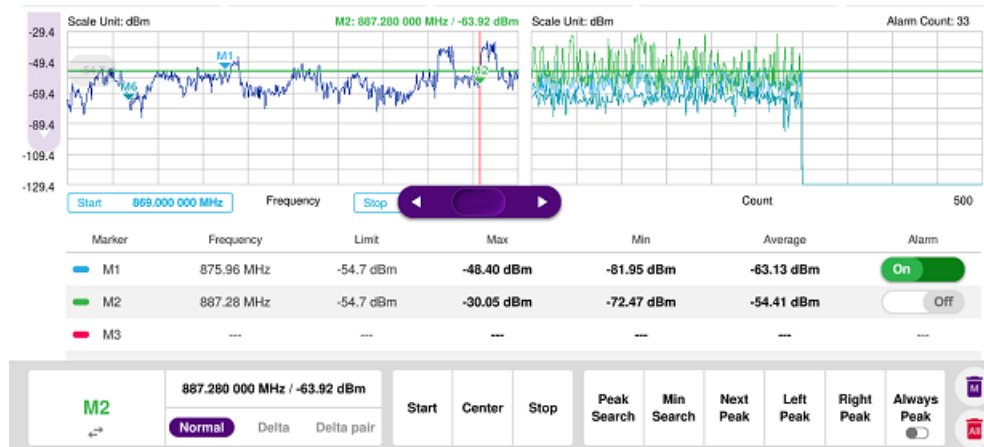 Scale Unit: dBm
M2: 887.280 000 MHz / -63.92 dBm
Scale Unit: dBm
Alarm Count: 33
-29.4
-49.4
-69.4
-89.4
-109.4
-129.4
M1
M6
M2
Start 869.000 000 MHz
Frequency
Stop
Count
500
Marker Frequency Limit Max Min Average Alarm
M1 875.96 MHz -54.7 dBm -48.40 dBm -81.95 dBm -63.13 dBm On
M2 887.28 MHz -54.7 dBm -30.05 dBm -72.47 dBm -54.41 dBm Off
M3 --- --- --- --- --- ---
M2
887.280 000 MHz / -63.92 dBm
Normal Delta Delta pair
Start
Center
Stop
Peak
Search
Min
Search
Next
Peak
Left
Peak
Right
Peak
Always
Peak
M
All